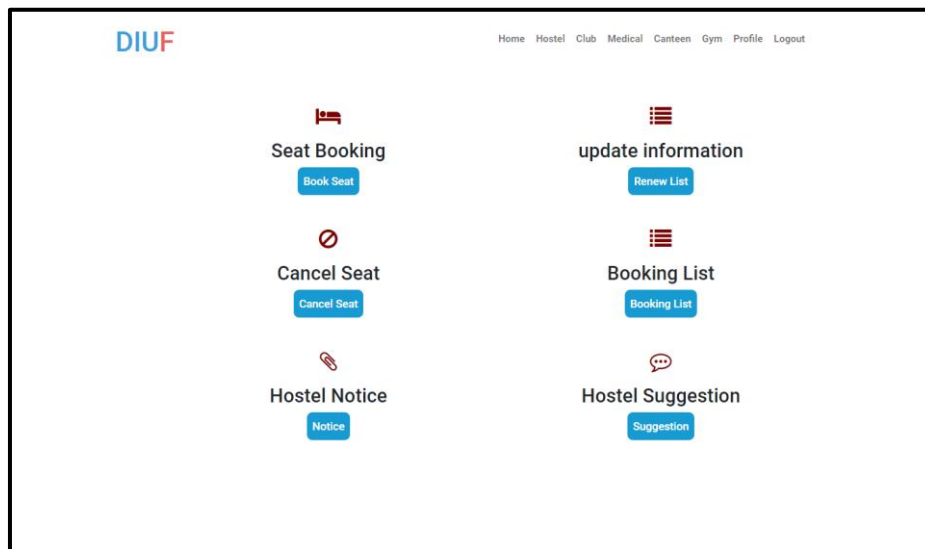 DIUF
Home Hostel Club Medical Canteen Gym Profile Logout
Seat Booking
Book Seat
update information
Renew List
Cancel Seat
Cancel Seat
Booking List
Booking List
Hostel Notice
Notice
Hostel Suggestion
Suggestion